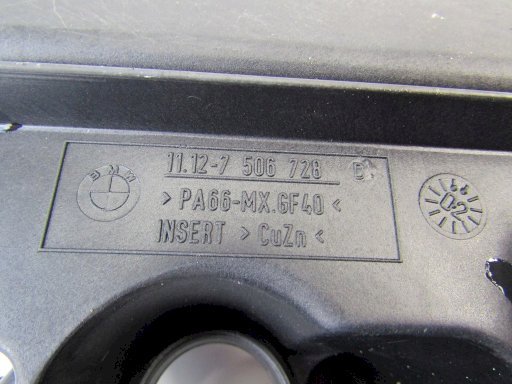 BMW
11.12-7 506 728
>PA66-MX.GF40<
INSERT >CuZn<
02